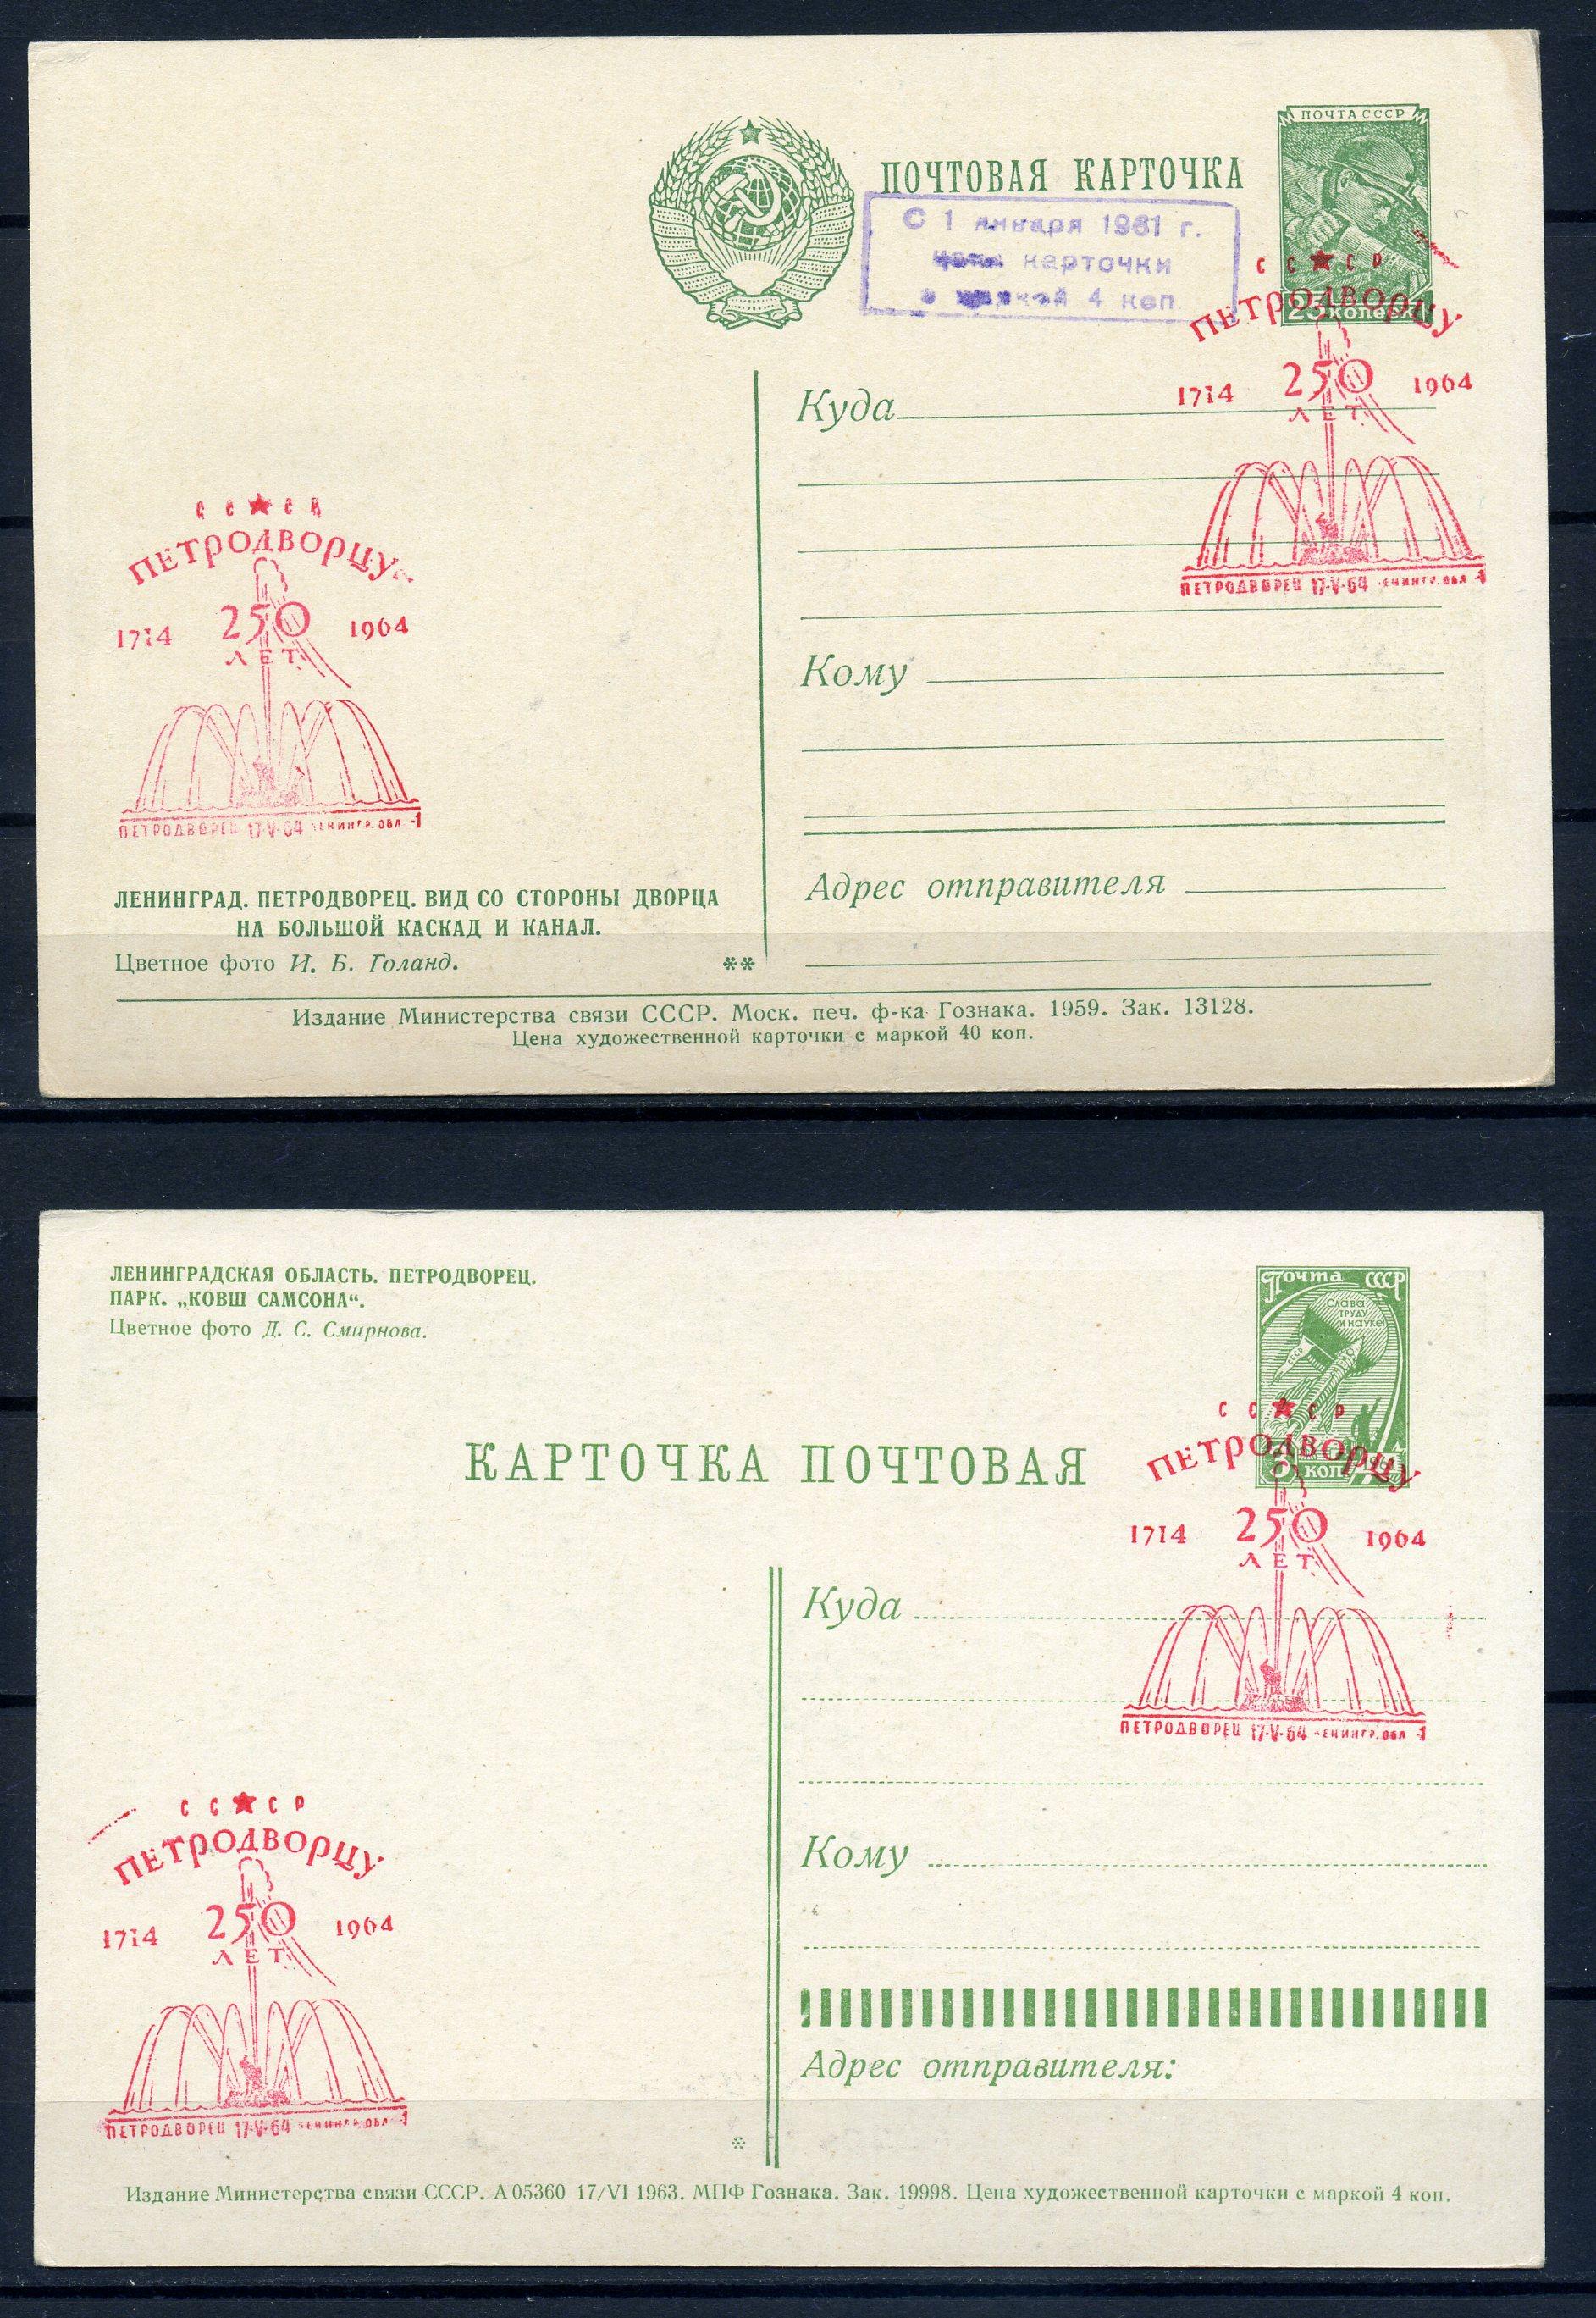 ПОЧТА СССР
ПОЧТОВАЯ КАРТОЧКА
С 1 января 1961 г.
цена карточки
с маркой 4 коп
25 копеек
СССР
ПЕТРОДВОРЦУ
1714 250 1964
ЛЕТ
ПЕТРОДВОРЕЦ 17-V-64 ЛЕНИНГР. ОБЛ -1
Куда
Кому
Адрес отправителя
СССР
ПЕТРОДВОРЦУ
1714 250 1964
ЛЕТ
ПЕТРОДВОРЕЦ 17-V-64 ЛЕНИНГР. ОБЛ -1
ЛЕНИНГРАД. ПЕТРОДВОРЕЦ. ВИД СО СТОРОНЫ ДВОРЦА
НА БОЛЬШОЙ КАСКАД И КАНАЛ.
Цветное фото И. Б. Голанд.
**
Издание Министерства связи СССР. Моск. печ. ф-ка Гознака. 1959. Зак. 13128.
Цена художественной карточки с маркой 40 коп.
ЛЕНИНГРАДСКАЯ ОБЛАСТЬ. ПЕТРОДВОРЕЦ.
ПАРК. „КОВШ САМСОНА“.
Цветное фото Д. С. Смирнова.
Почта СССР
СЛАВА
ТРУДУ
И НАУКЕ
СССР
3 КОП
КАРТОЧКА ПОЧТОВАЯ
СССР
ПЕТРОДВОРЦУ
1714 250 1964
ЛЕТ
ПЕТРОДВОРЕЦ 17-V-64 ЛЕНИНГР. ОБЛ -1
Куда
Кому
Адрес отправителя:
СССР
ПЕТРОДВОРЦУ
1714 250 1964
ЛЕТ
ПЕТРОДВОРЕЦ 17-V-64 ЛЕНИНГР. ОБЛ -1
*
Издание Министерства связи СССР. А 05360 17/VI 1963. МПФ Гознака. Зак. 19998. Цена художественной карточки с маркой 4 коп.